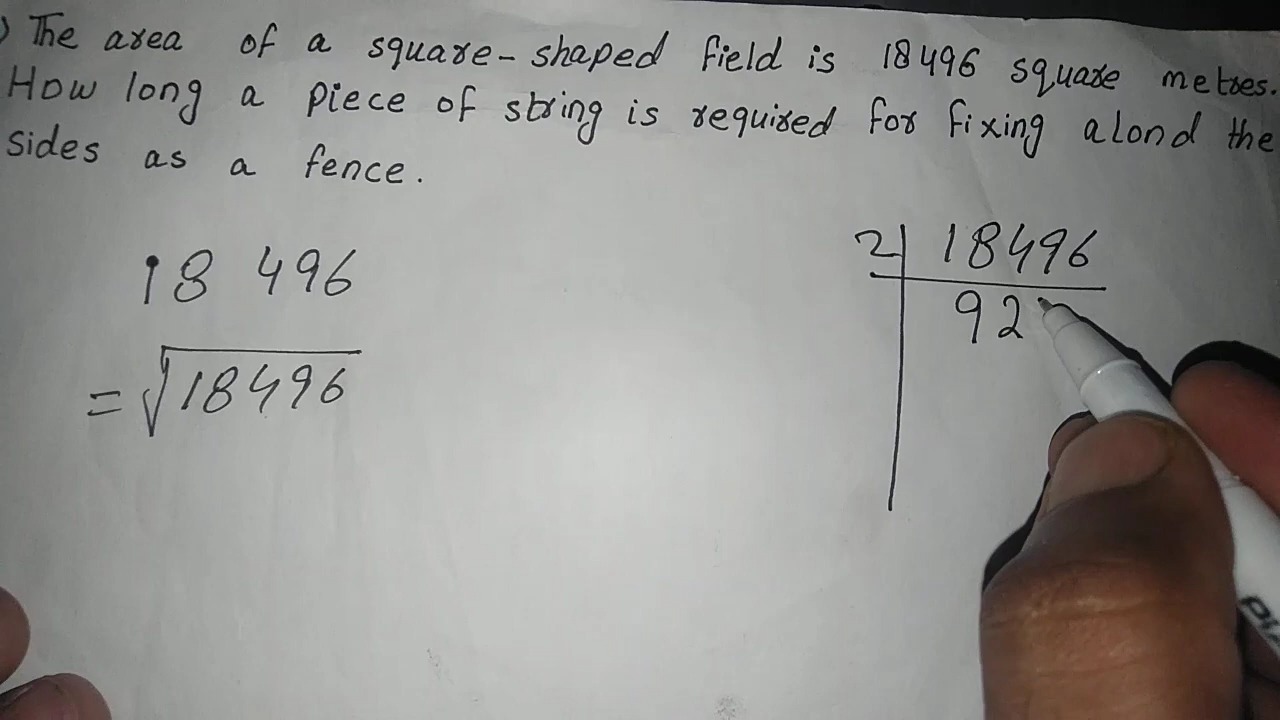 ) The area of a square-shaped field is 18496 square metres.
How long a piece of string is required for fixing alond the
sides as a fence.
18 496
= √18496
2 | 18496
92